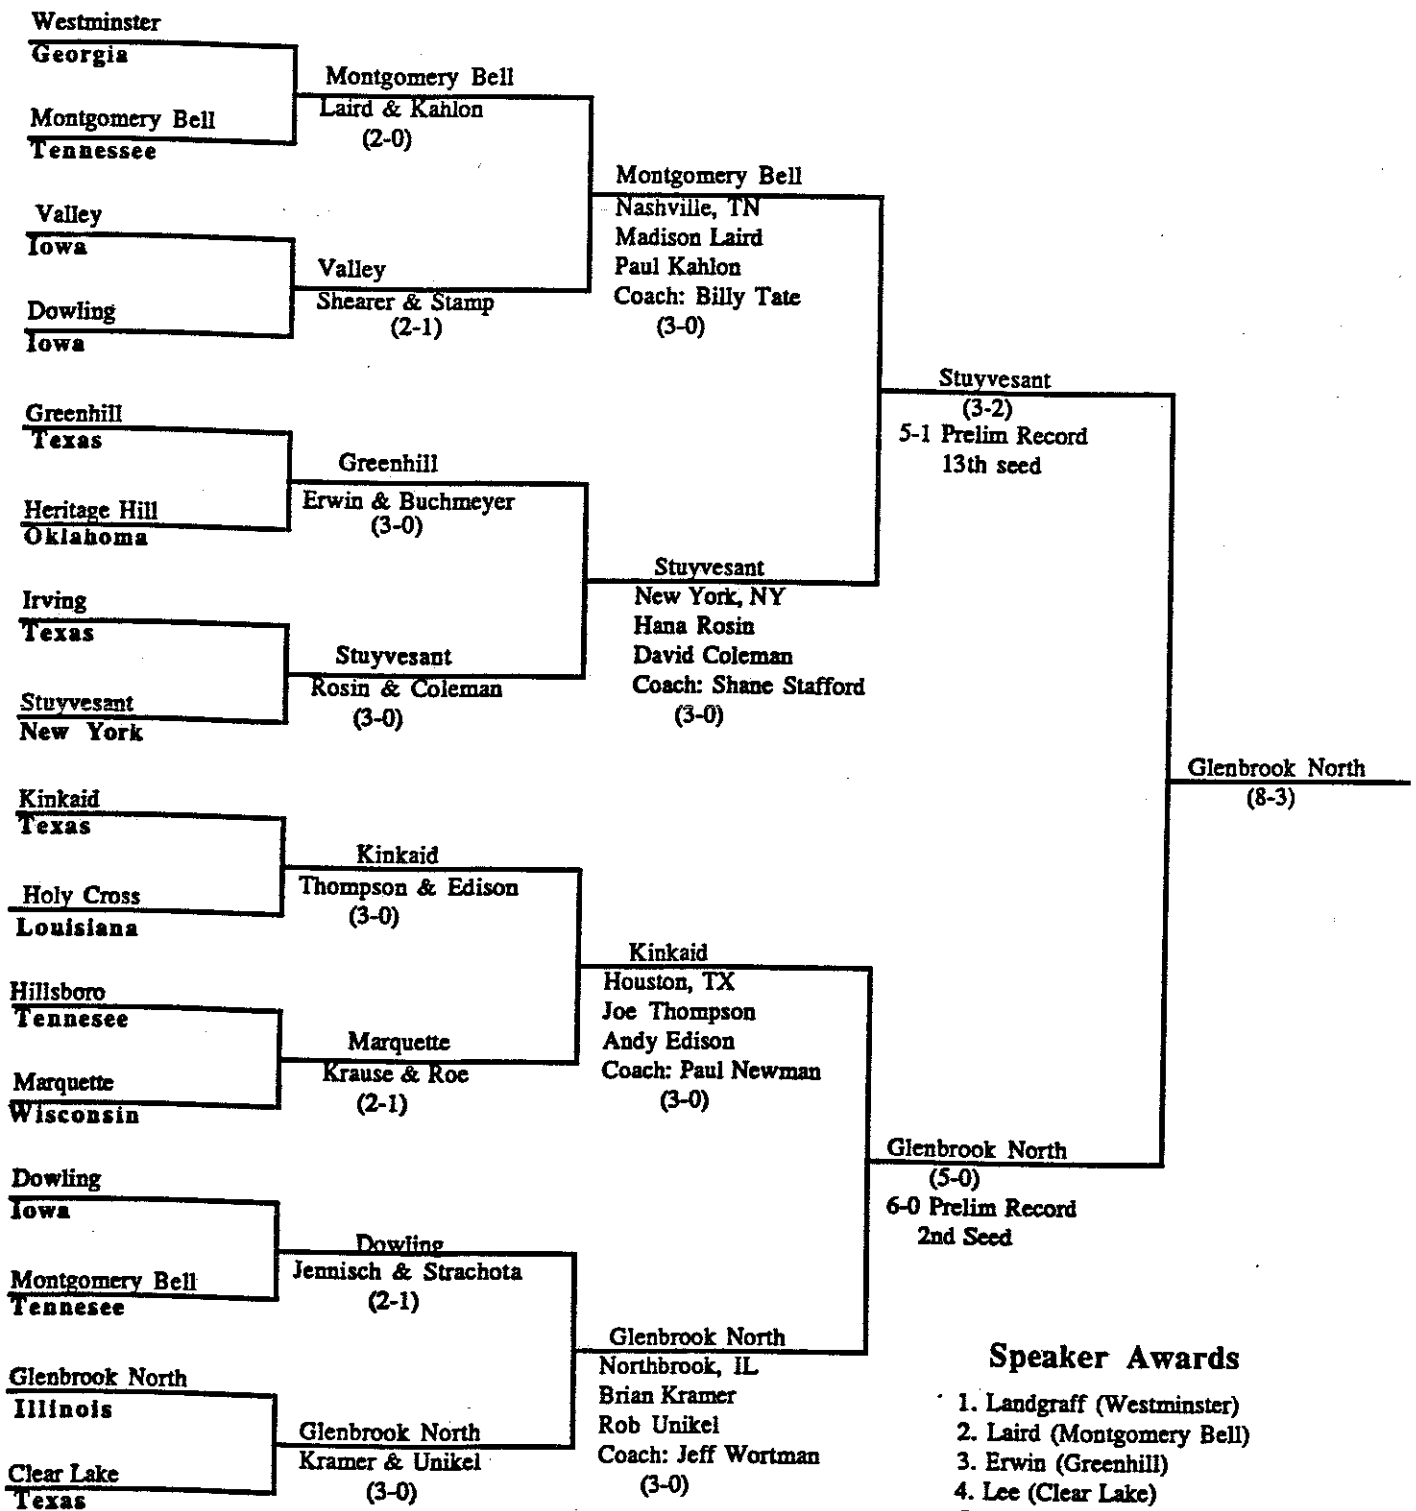 Westminster
Georgia
Montgomery Bell
Tennessee
Valley
Iowa
Dowling
Iowa
Greenhill
Texas
Heritage Hill
Oklahoma
Irving
Texas
Stuyvesant
New York
Kinkaid
Texas
Holy Cross
Louisiana
Hillsboro
Tennesee
Marquette
Wisconsin
Dowling
Iowa
Montgomery Bell
Tennesee
Glenbrook North
Illinois
Clear Lake
Texas
Montgomery Bell
Laird & Kahlon
(2-0)
Valley
Shearer & Stamp
(2-1)
Greenhill
Erwin & Buchmeyer
(3-0)
Stuyvesant
Rosin & Coleman
(3-0)
Kinkaid
Thompson & Edison
(3-0)
Marquette
Krause & Roe
(2-1)
Dowling
Jennisch & Strachota
(2-1)
Glenbrook North
Kramer & Unikel
(3-0)
Montgomery Bell
Nashville, TN
Madison Laird
Paul Kahlon
Coach: Billy Tate
(3-0)
Stuyvesant
New York, NY
Hana Rosin
David Coleman
Coach: Shane Stafford
(3-0)
Kinkaid
Houston, TX
Joe Thompson
Andy Edison
Coach: Paul Newman
(3-0)
Glenbrook North
Northbrook, IL
Brian Kramer
Rob Unikel
Coach: Jeff Wortman
(3-0)
Stuyvesant
(3-2)
5-1 Prelim Record
13th seed
Glenbrook North
(5-0)
6-0 Prelim Record
2nd Seed
Glenbrook North
(8-3)
Speaker Awards
1. Landgraff (Westminster)
2. Laird (Montgomery Bell)
3. Erwin (Greenhill)
4. Lee (Clear Lake)